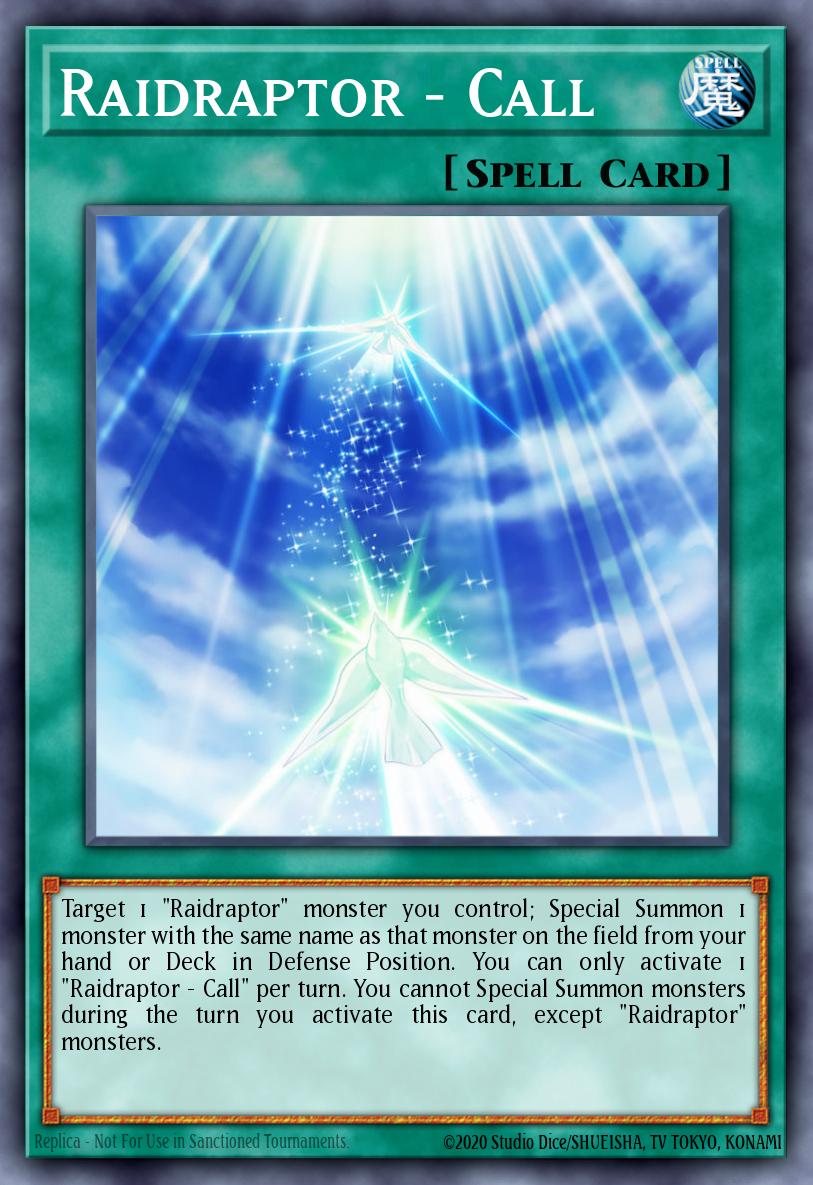 Raidraptor - Call
SPELL
魔
[ Spell Card ]
Target 1 "Raidraptor" monster you control; Special Summon 1
monster with the same name as that monster on the field from your
hand or Deck in Defense Position. You can only activate 1
"Raidraptor - Call" per turn. You cannot Special Summon monsters
during the turn you activate this card, except "Raidraptor"
monsters.
Replica - Not For Use in Sanctioned Tournaments.
©2020 Studio Dice/SHUEISHA, TV TOKYO, KONAMI